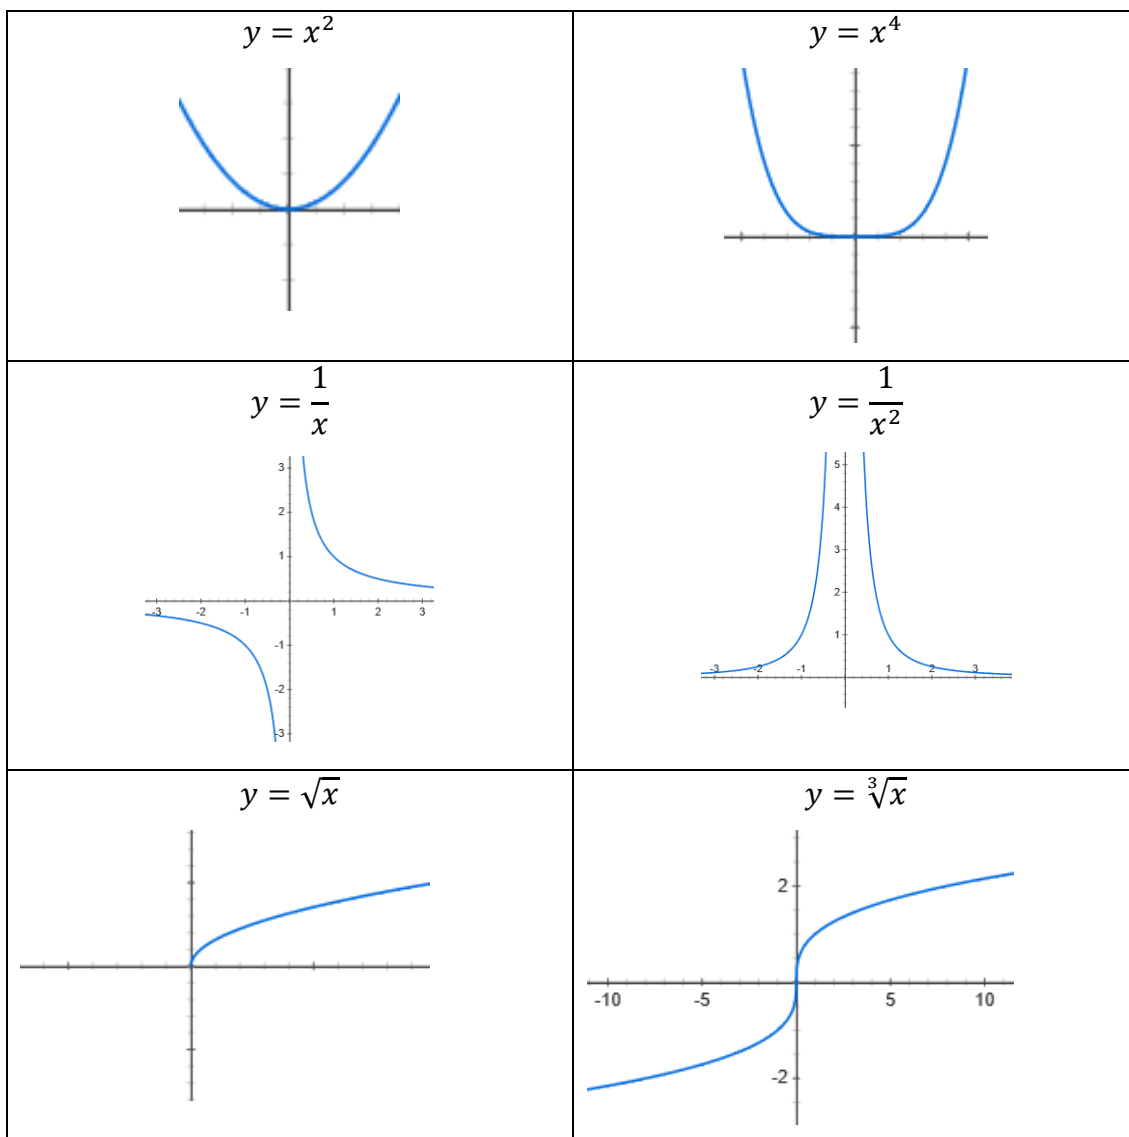 y = x²
y = x⁴
y = 1/x
y = 1/x²
3
2
1
-3 -2 -1 1 2 3
-1
-2
-3
5
4
3
2
1
-3 -2 -1 1 2 3
y = √x
y = ∛x
2
-10 -5 5 10
-2